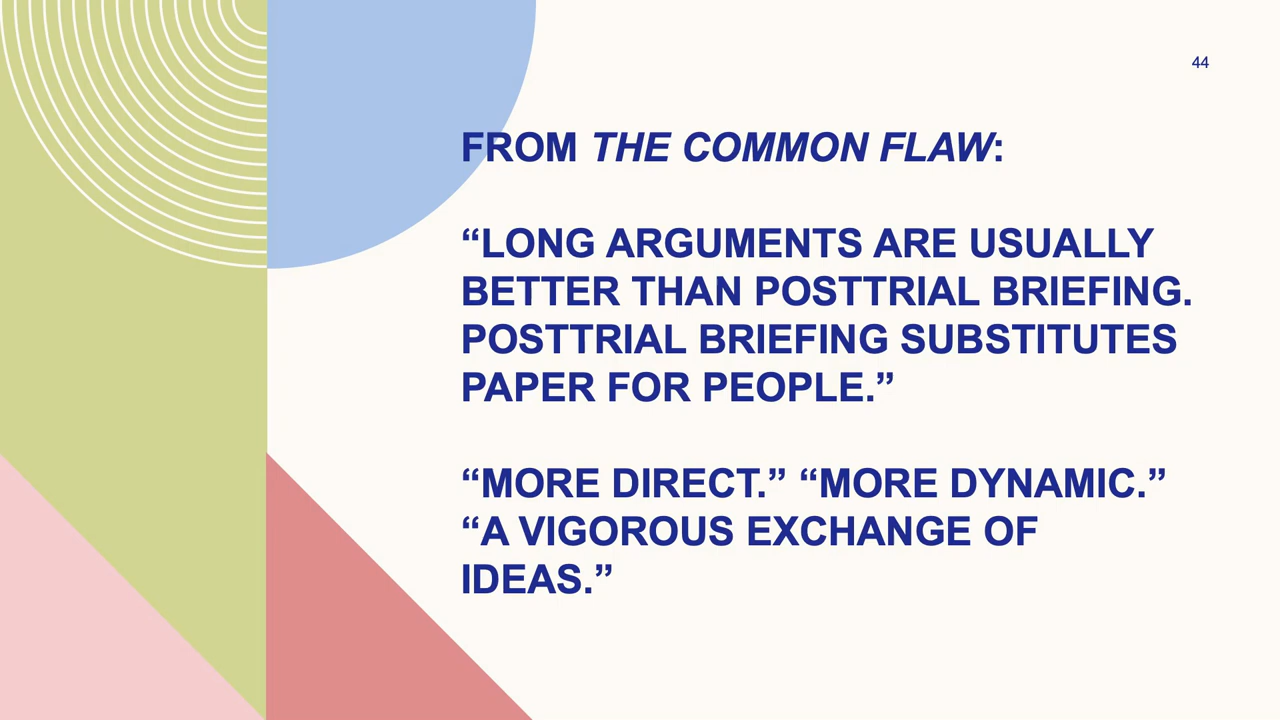 44
FROM THE COMMON FLAW:
“LONG ARGUMENTS ARE USUALLY
BETTER THAN POSTTRIAL BRIEFING.
POSTTRIAL BRIEFING SUBSTITUTES
PAPER FOR PEOPLE.”
“MORE DIRECT.” “MORE DYNAMIC.”
“A VIGOROUS EXCHANGE OF
IDEAS.”